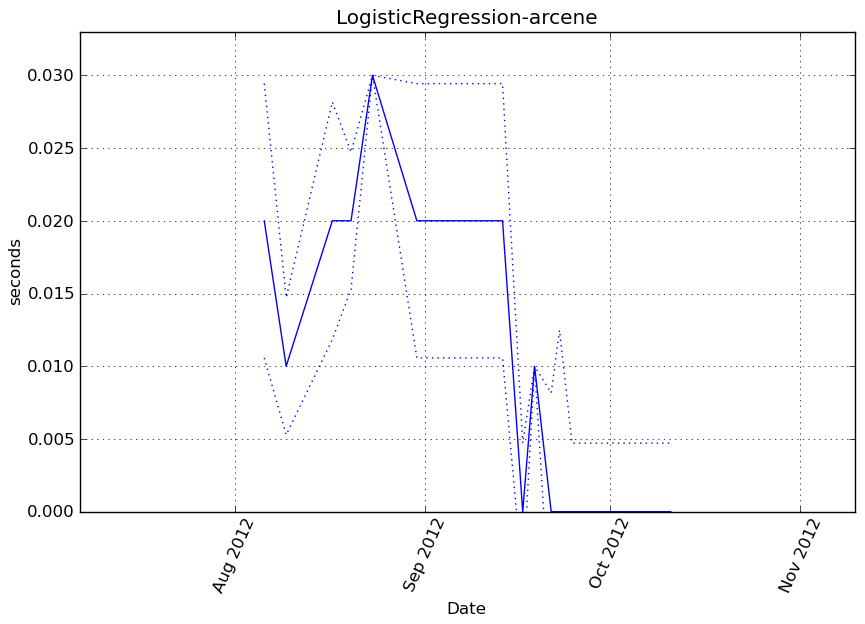 LogisticRegression-arcene
0.030
0.025
0.020
0.015
0.010
0.005
0.000
seconds
Aug 2012
Sep 2012
Oct 2012
Nov 2012
Date